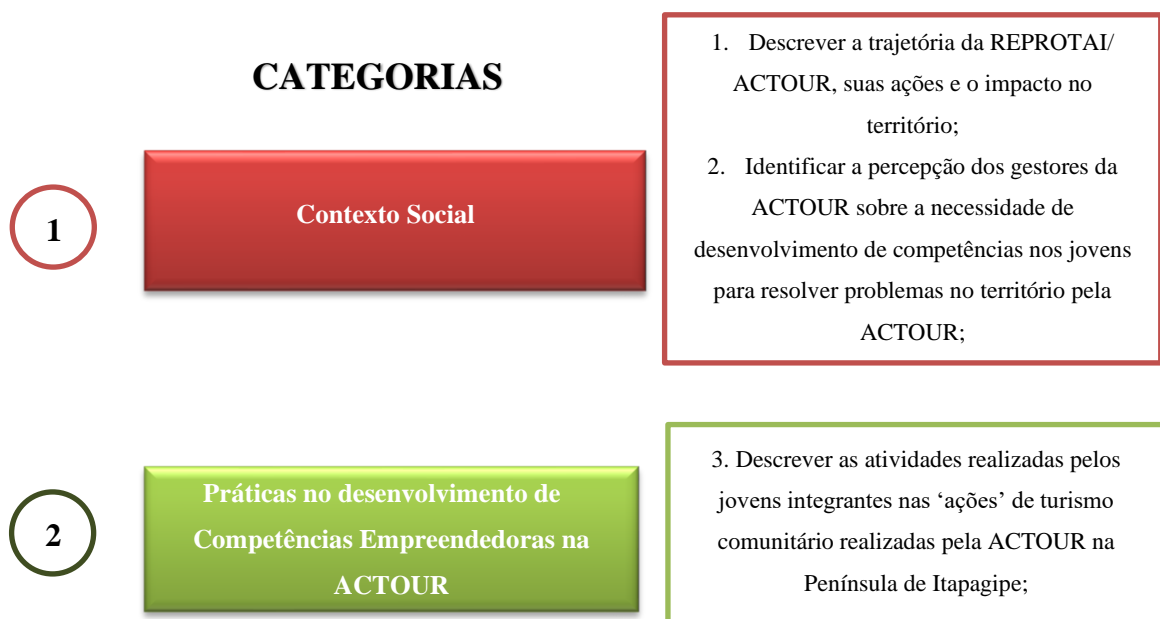 CATEGORIAS
1
Contexto Social
1. Descrever a trajetória da REPROTAI/
ACTOUR, suas ações e o impacto no
território;
2. Identificar a percepção dos gestores da
ACTOUR sobre a necessidade de
desenvolvimento de competências nos jovens
para resolver problemas no território pela
ACTOUR;
2
Práticas no desenvolvimento de
Competências Empreendedoras na
ACTOUR
3. Descrever as atividades realizadas pelos
jovens integrantes nas ‘ações’ de turismo
comunitário realizadas pela ACTOUR na
Península de Itapagipe;